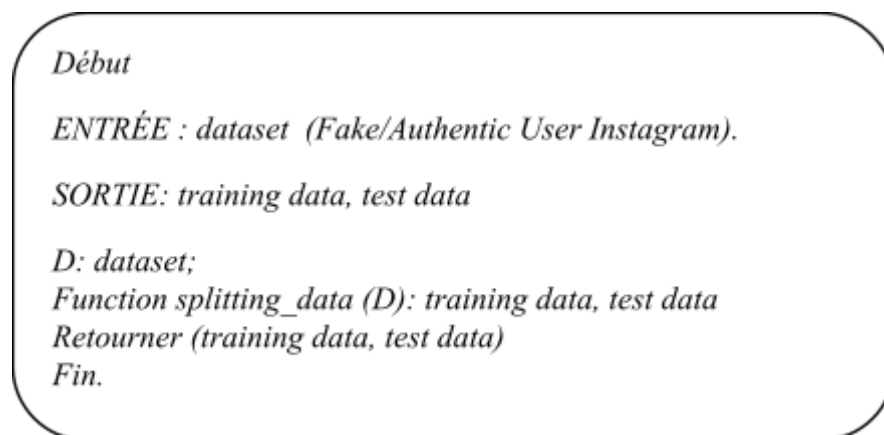 Début
ENTRÉE : dataset (Fake/Authentic User Instagram).
SORTIE: training data, test data
D: dataset;
Function splitting_data (D): training data, test data
Retourner (training data, test data)
Fin.